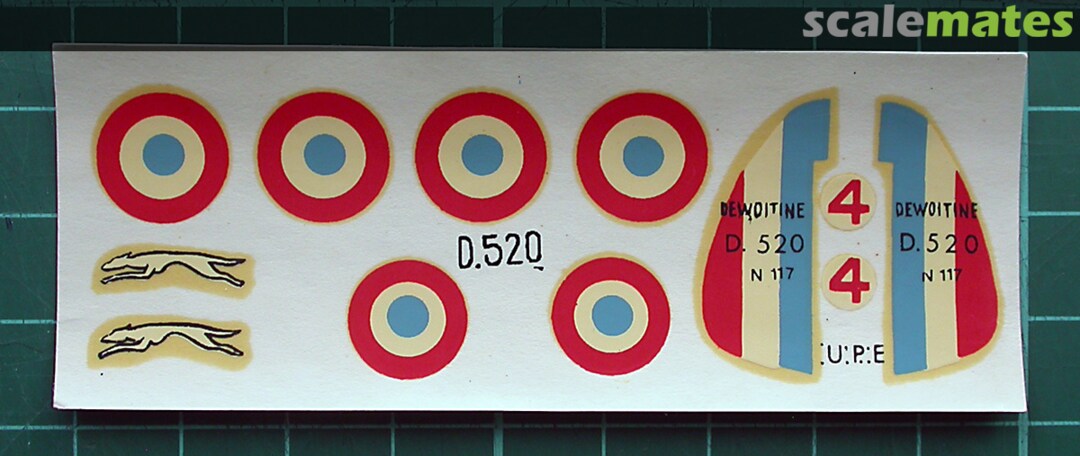 scalemates
DEWOITINE
D. 520
N 117
4
4
DEWOITINE
D. 520
N 117
D.520
U.P.E